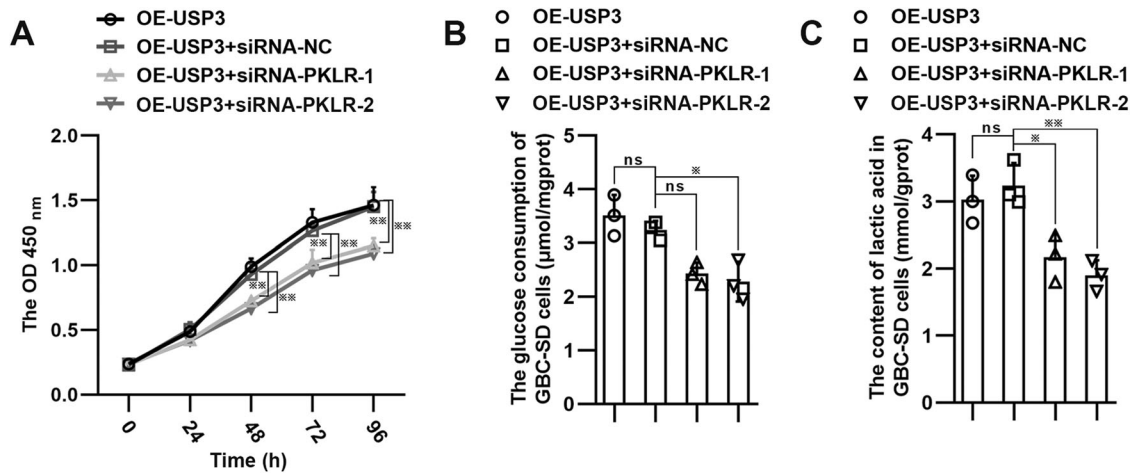 A
OE-USP3
OE-USP3+siRNA-NC
OE-USP3+siRNA-PKLR-1
OE-USP3+siRNA-PKLR-2
The OD 450 nm
2.0
1.5
1.0
0.5
0.0
※※
※※
※※
※※
※※
※※
0
24
48
72
96
Time (h)
B
OE-USP3
OE-USP3+siRNA-NC
OE-USP3+siRNA-PKLR-1
OE-USP3+siRNA-PKLR-2
The glucose consumption of
GBC-SD cells (μmol/mgprot)
5
4
3
2
1
0
ns
※
ns
C
OE-USP3
OE-USP3+siRNA-NC
OE-USP3+siRNA-PKLR-1
OE-USP3+siRNA-PKLR-2
The content of lactic acid in
GBC-SD cells (mmol/gprot)
4
3
2
1
0
ns
※※
※